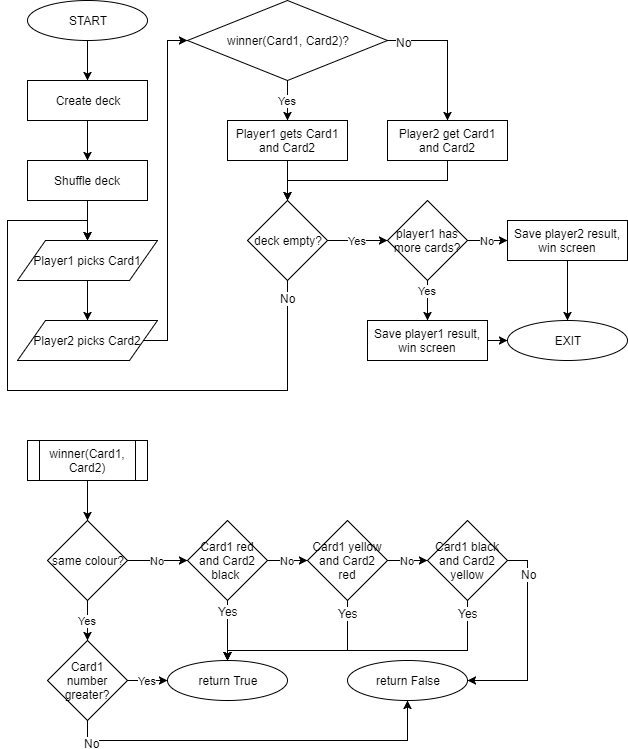 START
Create deck
Shuffle deck
Player1 picks Card1
Player2 picks Card2
winner(Card1, Card2)?
No
Yes
Player1 gets Card1
and Card2
Player2 get Card1
and Card2
deck empty?
Yes
No
player1 has
more cards?
No
Yes
Save player2 result,
win screen
Save player1 result,
win screen
EXIT
winner(Card1,
Card2)
same colour?
No
Yes
Card1 red
and Card2
black
No
Yes
Card1 yellow
and Card2
red
No
Yes
Card1 black
and Card2
yellow
No
Yes
Card1
number
greater?
Yes
No
return True
return False